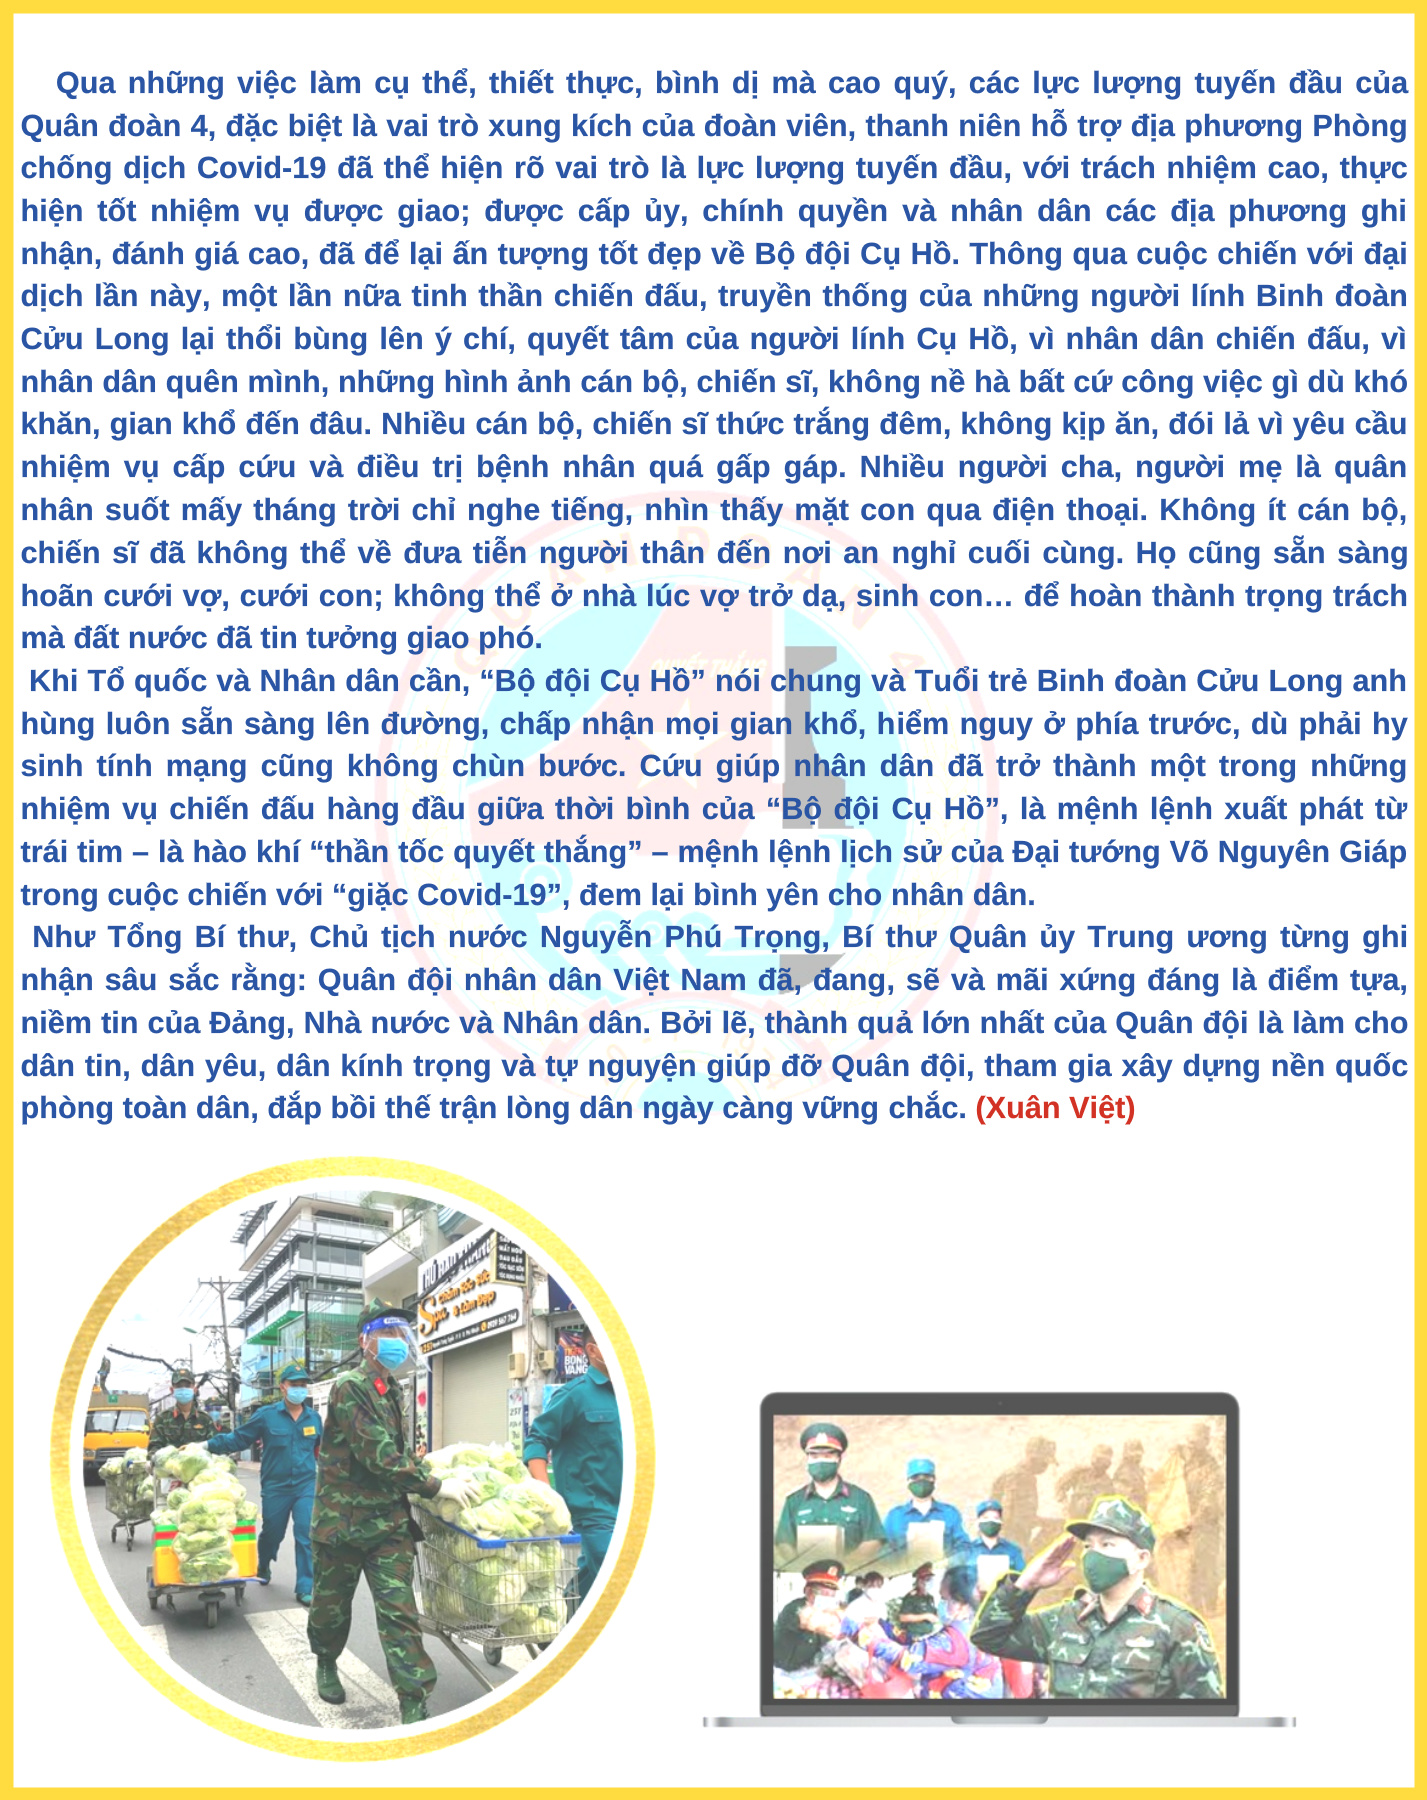 Qua những việc làm cụ thể, thiết thực, bình dị mà cao quý, các lực lượng tuyến đầu của
Quân đoàn 4, đặc biệt là vai trò xung kích của đoàn viên, thanh niên hỗ trợ địa phương Phòng
chống dịch Covid-19 đã thể hiện rõ vai trò là lực lượng tuyến đầu, với trách nhiệm cao, thực
hiện tốt nhiệm vụ được giao; được cấp ủy, chính quyền và nhân dân các địa phương ghi
nhận, đánh giá cao, đã để lại ấn tượng tốt đẹp về Bộ đội Cụ Hồ. Thông qua cuộc chiến với đại
dịch lần này, một lần nữa tinh thần chiến đấu, truyền thống của những người lính Binh đoàn
Cửu Long lại thổi bùng lên ý chí, quyết tâm của người lính Cụ Hồ, vì nhân dân chiến đấu, vì
nhân dân quên mình, những hình ảnh cán bộ, chiến sĩ, không nề hà bất cứ công việc gì dù khó
khăn, gian khổ đến đâu. Nhiều cán bộ, chiến sĩ thức trắng đêm, không kịp ăn, đói lả vì yêu cầu
nhiệm vụ cấp cứu và điều trị bệnh nhân quá gấp gáp. Nhiều người cha, người mẹ là quân
nhân suốt mấy tháng trời chỉ nghe tiếng, nhìn thấy mặt con qua điện thoại. Không ít cán bộ,
chiến sĩ đã không thể về đưa tiễn người thân đến nơi an nghỉ cuối cùng. Họ cũng sẵn sàng
hoãn cưới vợ, cưới con; không thể ở nhà lúc vợ trở dạ, sinh con… để hoàn thành trọng trách
mà đất nước đã tin tưởng giao phó.
Khi Tổ quốc và Nhân dân cần, “Bộ đội Cụ Hồ” nói chung và Tuổi trẻ Binh đoàn Cửu Long anh
hùng luôn sẵn sàng lên đường, chấp nhận mọi gian khổ, hiểm nguy ở phía trước, dù phải hy
sinh tính mạng cũng không chùn bước. Cứu giúp nhân dân đã trở thành một trong những
nhiệm vụ chiến đấu hàng đầu giữa thời bình của “Bộ đội Cụ Hồ”, là mệnh lệnh xuất phát từ
trái tim – là hào khí “thần tốc quyết thắng” – mệnh lệnh lịch sử của Đại tướng Võ Nguyên Giáp
trong cuộc chiến với “giặc Covid-19”, đem lại bình yên cho nhân dân.
Như Tổng Bí thư, Chủ tịch nước Nguyễn Phú Trọng, Bí thư Quân ủy Trung ương từng ghi
nhận sâu sắc rằng: Quân đội nhân dân Việt Nam đã, đang, sẽ và mãi xứng đáng là điểm tựa,
niềm tin của Đảng, Nhà nước và Nhân dân. Bởi lẽ, thành quả lớn nhất của Quân đội là làm cho
dân tin, dân yêu, dân kính trọng và tự nguyện giúp đỡ Quân đội, tham gia xây dựng nền quốc
phòng toàn dân, đắp bồi thế trận lòng dân ngày càng vững chắc. (Xuân Việt)
QUÂN ĐOÀN 4
QUYẾT THẮNG
Spa
Chăm Sóc Sức
& Làm Đẹp
BÓNG
VÀNG